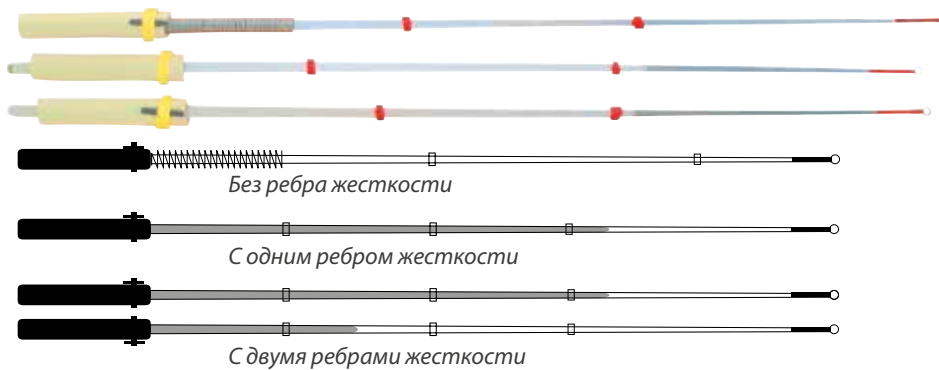 Без ребра жесткости
С одним ребром жесткости
С двумя ребрами жесткости